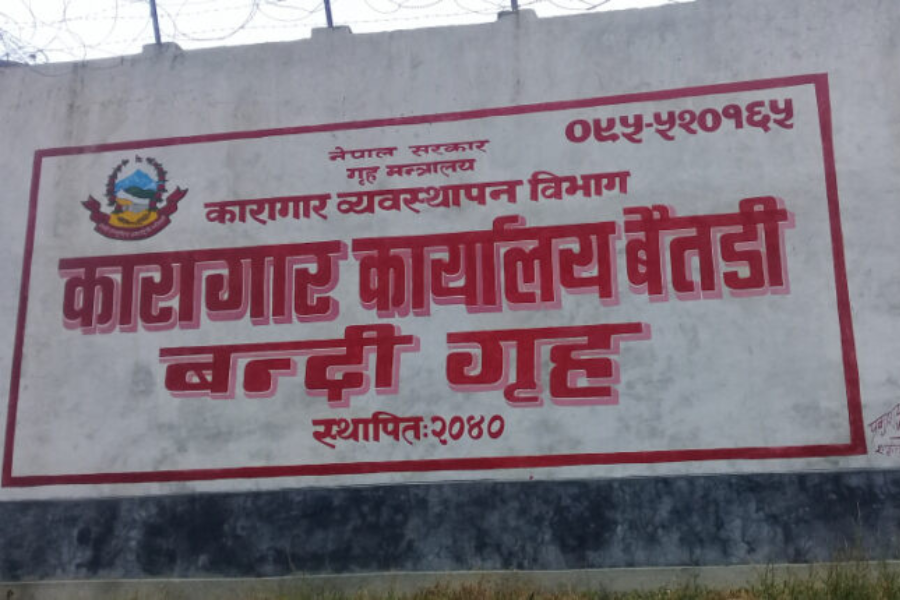 ०९५-५२०१६५
नेपाल सरकार
गृह मन्त्रालय
कारागार व्यवस्थापन विभाग
कारागार कार्यालय बैतडी
बन्दी गृह
स्थापितः२०४०